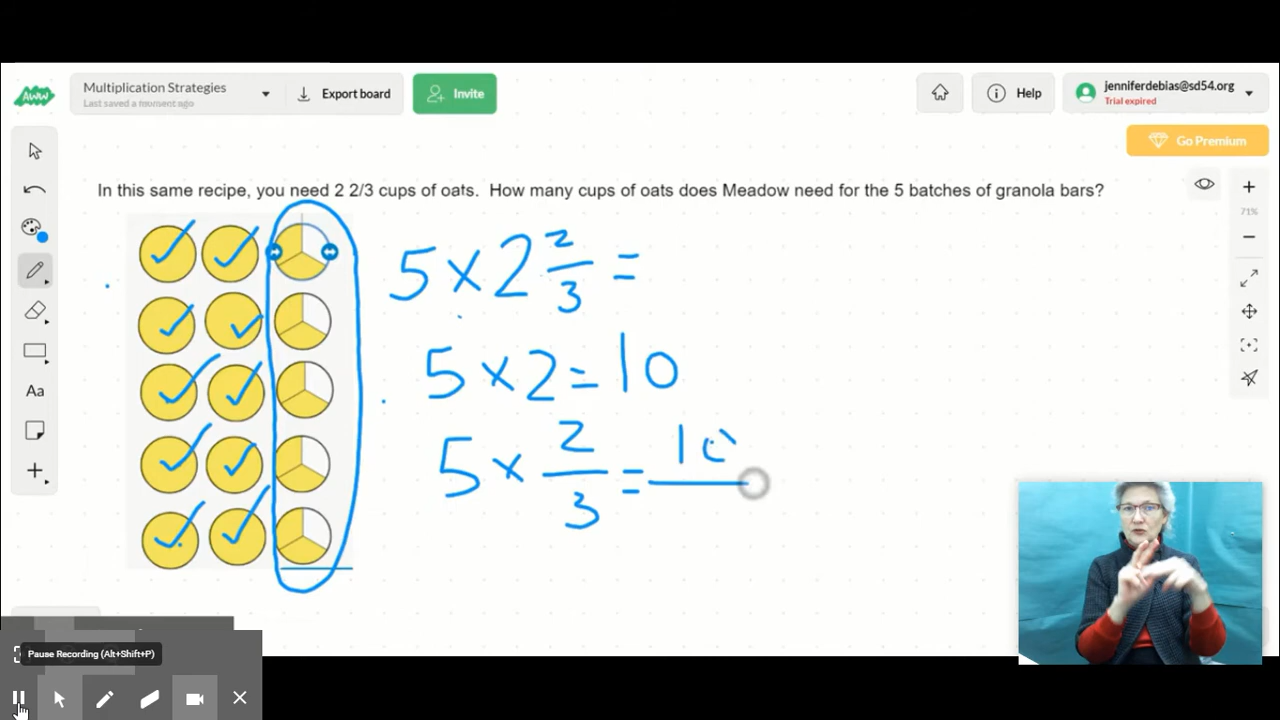 AWW
Multiplication Strategies
Last saved a moment ago
Export board
Invite
Help
jenniferdebias@sd54.org
Trial expired
Go Premium
In this same recipe, you need 2 2/3 cups of oats. How many cups of oats does Meadow need for the 5 batches of granola bars?
71%
5 × 2 2/3 =
5 × 2 = 10
5 × 2/3 = 10
Aa
Pause Recording (Alt+Shift+P)